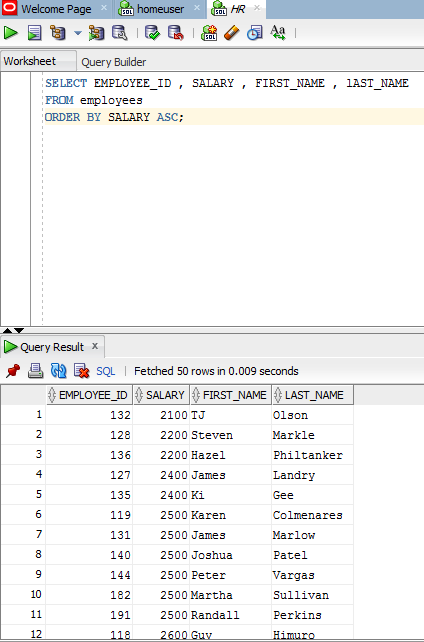 Welcome Page homeuser HR
Worksheet Query Builder
SELECT EMPLOYEE_ID , SALARY , FIRST_NAME , lAST_NAME
FROM employees
ORDER BY SALARY ASC;
Query Result
SQL | Fetched 50 rows in 0.009 seconds
EMPLOYEE_ID SALARY FIRST_NAME LAST_NAME
1 132 2100 TJ Olson
2 128 2200 Steven Markle
3 136 2200 Hazel Philtanker
4 127 2400 James Landry
5 135 2400 Ki Gee
6 119 2500 Karen Colmenares
7 131 2500 James Marlow
8 140 2500 Joshua Patel
9 144 2500 Peter Vargas
10 182 2500 Martha Sullivan
11 191 2500 Randall Perkins
12 118 2600 Guy Himuro